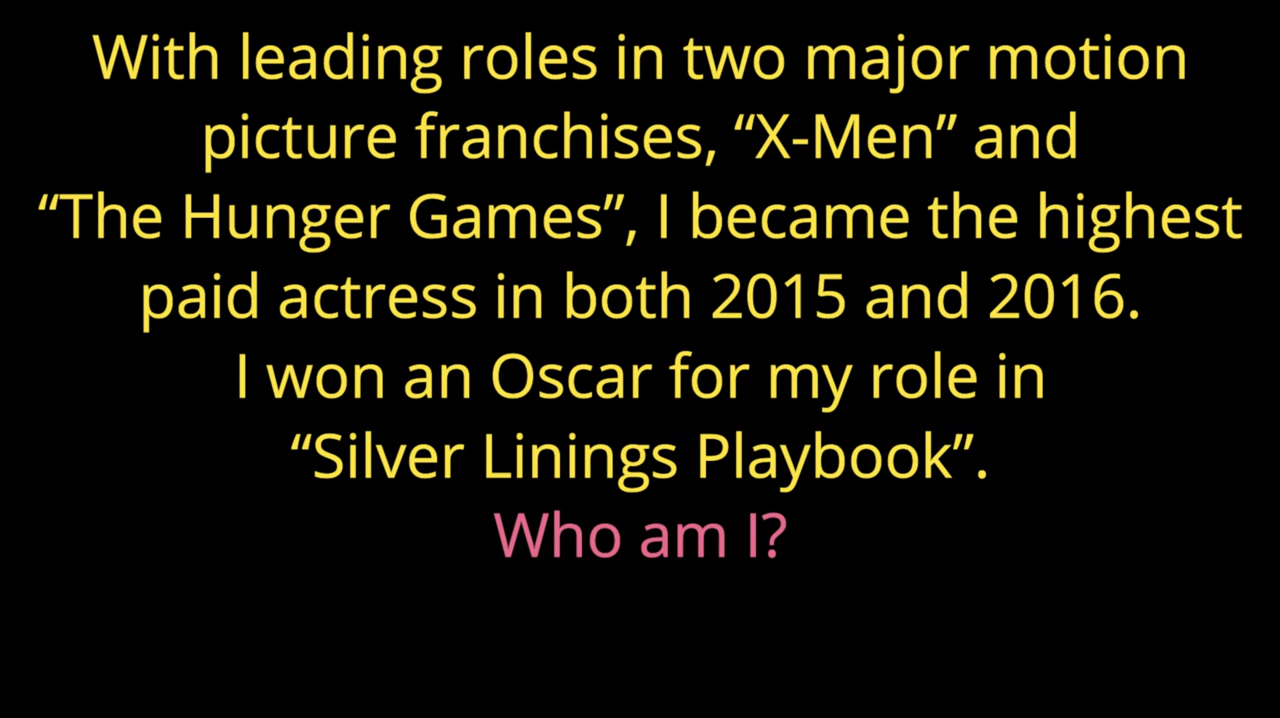 With leading roles in two major motion
picture franchises, “X-Men” and
“The Hunger Games”, I became the highest
paid actress in both 2015 and 2016.
I won an Oscar for my role in
“Silver Linings Playbook”.
Who am I?